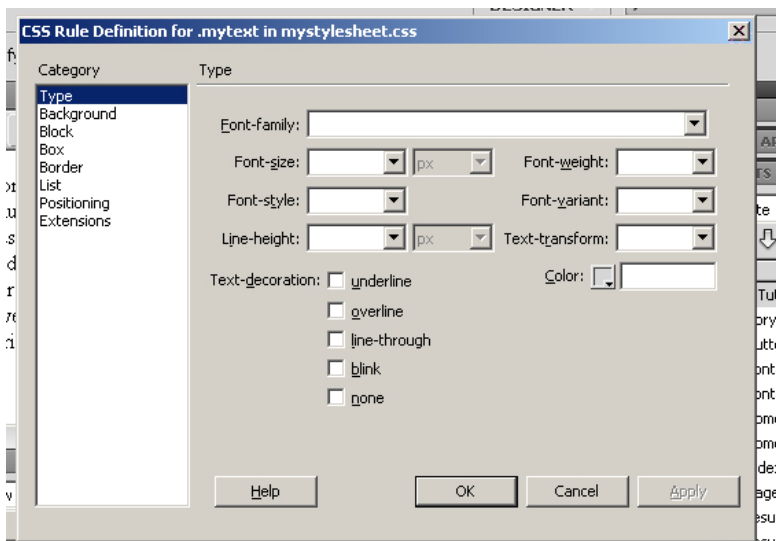 DESIGNER
CSS Rule Definition for .mytext in mystylesheet.css
Category
Type
Type
Background
Block
Box
Border
List
Positioning
Extensions
Font-family:
Font-size: px Font-weight:
Font-style: Font-variant:
Line-height: px Text-transform:
Text-decoration: underline Color:
overline
line-through
blink
none
Help OK Cancel Apply